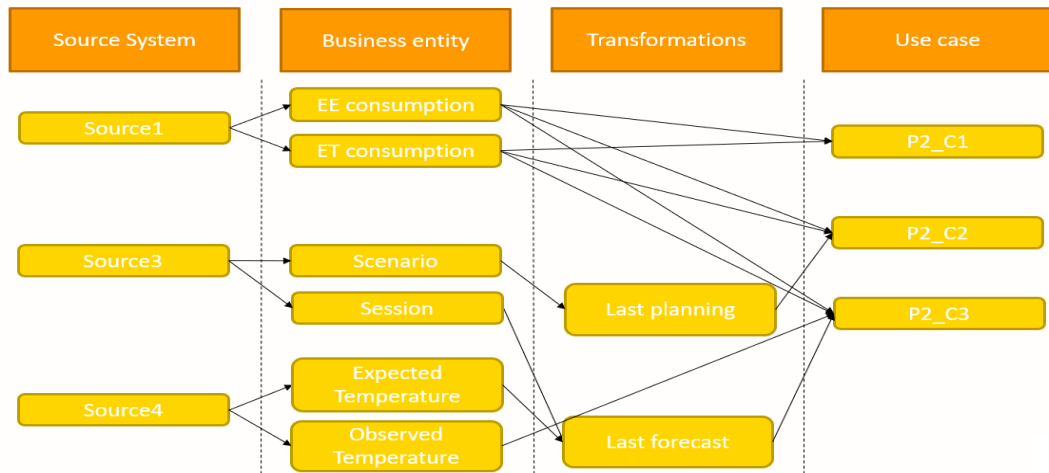 Source System
Business entity
Transformations
Use case
EE consumption
Source1
ET consumption
P2_C1
P2_C2
Source3
Scenario
Session
Last planning
P2_C3
Expected
Temperature
Source4
Observed
Temperature
Last forecast